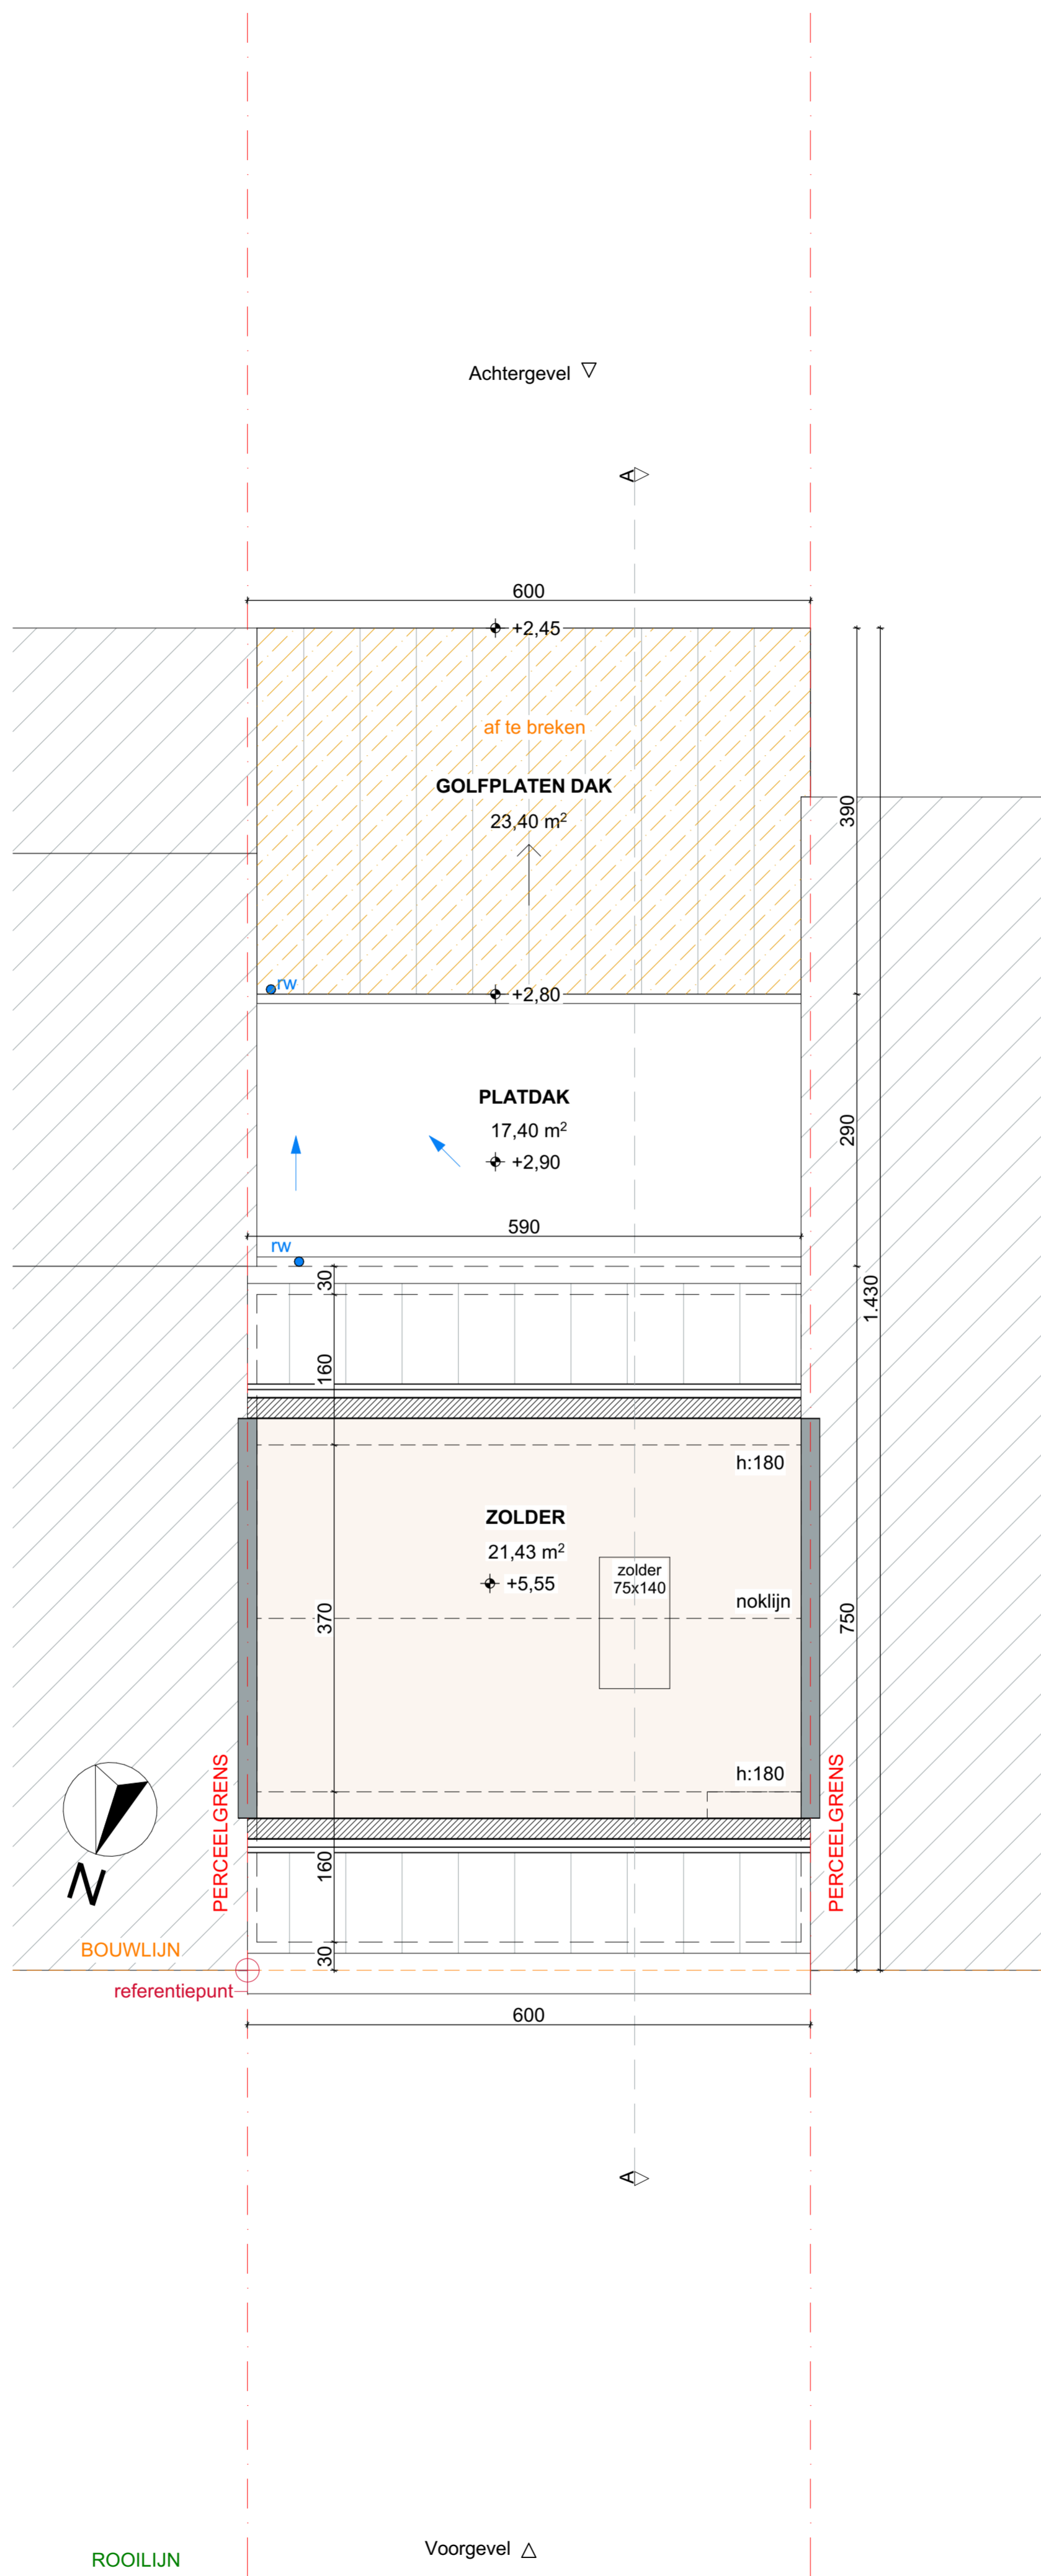 Achtergevel
A
600
+2,45
af te breken
GOLFPLATEN DAK
23,40 m²
390
rw
+2,80
PLATDAK
17,40 m²
+2,90
290
590
rw
30
1.430
160
h:180
ZOLDER
21,43 m²
+5,55
zolder
75x140
noklijn
370
750
h:180
PERCEELGRENS
PERCEELGRENS
N
160
BOUWLIJN
30
referentiepunt
600
A
Voorgevel
ROOILIJN